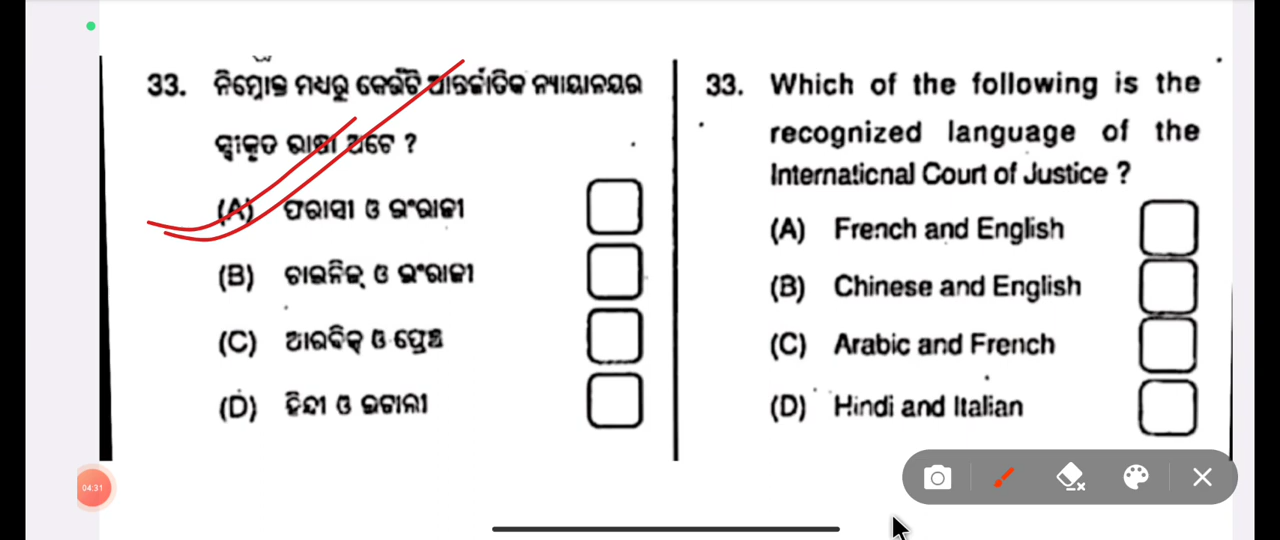 33. ନିମ୍ନୋକ୍ତ ମଧ୍ୟରୁ କେଉଁଟି ଆନ୍ତର୍ଜାତିକ ନ୍ୟାୟାଳୟର
ସ୍ୱୀକୃତ ଭାଷା ଅଟେ ?
(A) ଫରାସୀ ଓ ଇଂରାଜୀ
(B) ଚାଇନିଜ୍ ଓ ଇଂରାଜୀ
(C) ଆରବିକ୍ ଓ ଫ୍ରେଞ୍ଚ
(D) ହିନ୍ଦୀ ଓ ଇଟାଲୀ
33. Which of the following is the
recognized language of the
International Court of Justice ?
(A) French and English
(B) Chinese and English
(C) Arabic and French
(D) Hindi and Italian
04:31